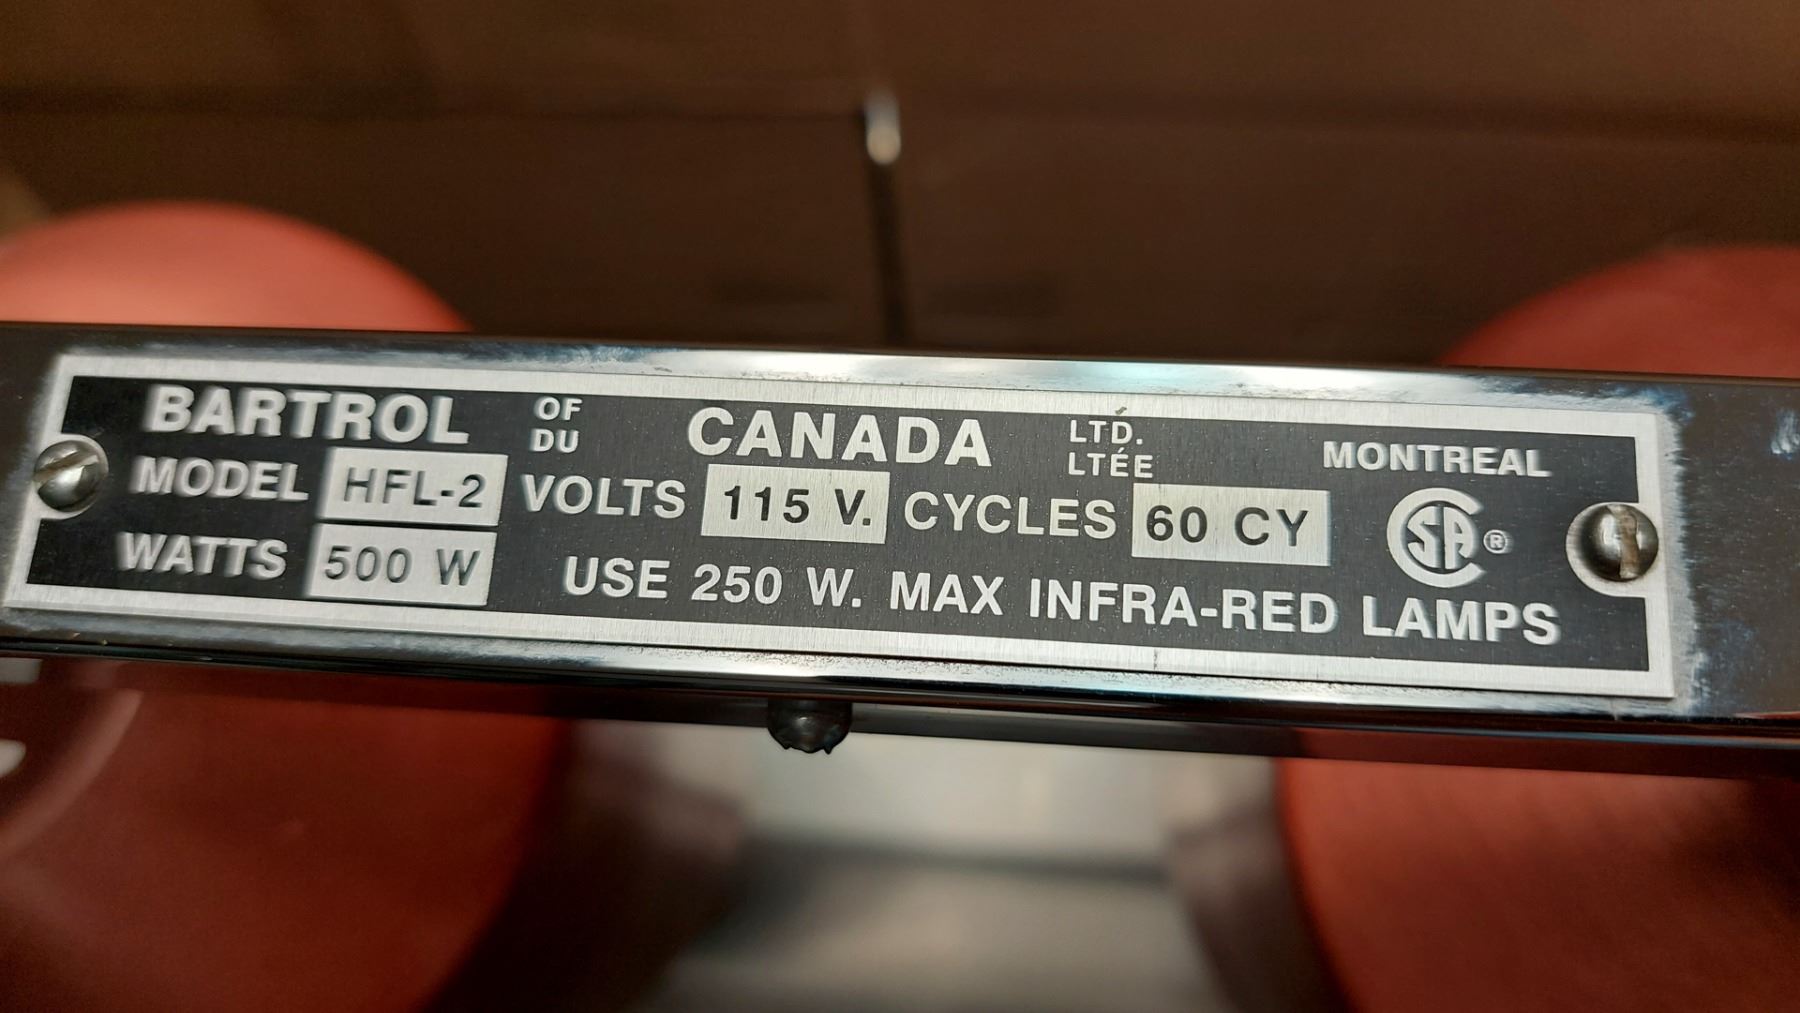 BARTROL OF DU CANADA LTD. LTÉE MONTREAL
MODEL HFL-2 VOLTS 115 V. CYCLES 60 CY CSA®
WATTS 500 W USE 250 W. MAX INFRA-RED LAMPS